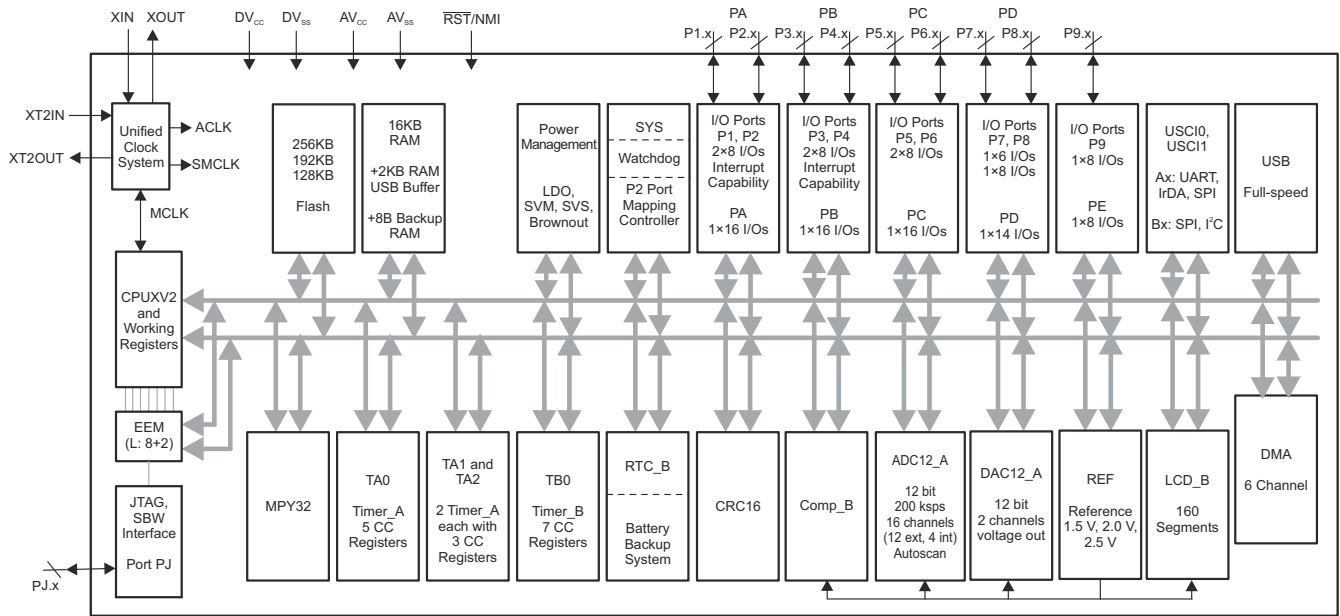 XIN XOUT DVCC DVSS AVCC AVSS RST/NMI PA PB PC PD
P1.x P2.x P3.x P4.x P5.x P6.x P7.x P8.x P9.x
XT2IN
XT2OUT
Unified
Clock
System
ACLK
SMCLK
MCLK
256KB
192KB
128KB
Flash
16KB
RAM
+2KB RAM
USB Buffer
+8B Backup
RAM
Power
Management
LDO,
SVM, SVS,
Brownout
SYS
Watchdog
P2 Port
Mapping
Controller
I/O Ports
P1, P2
2×8 I/Os
Interrupt
Capability
PA
1×16 I/Os
I/O Ports
P3, P4
2×8 I/Os
Interrupt
Capability
PB
1×16 I/Os
I/O Ports
P5, P6
2×8 I/Os
PC
1×16 I/Os
I/O Ports
P7, P8
1×6 I/Os
1×8 I/Os
PD
1×14 I/Os
I/O Ports
P9
1×8 I/Os
PE
1×8 I/Os
USCI0,
USCI1
Ax: UART,
IrDA, SPI
Bx: SPI, I²C
USB
Full-speed
CPUXV2
and
Working
Registers
EEM
(L: 8+2)
JTAG,
SBW
Interface
Port PJ
PJ.x
MPY32
TA0
Timer_A
5 CC
Registers
TA1 and
TA2
2 Timer_A
each with
3 CC
Registers
TB0
Timer_B
7 CC
Registers
RTC_B
Battery
Backup
System
CRC16
Comp_B
ADC12_A
12 bit
200 ksps
16 channels
(12 ext, 4 int)
Autoscan
DAC12_A
12 bit
2 channels
voltage out
REF
Reference
1.5 V, 2.0 V,
2.5 V
LCD_B
160
Segments
DMA
6 Channel